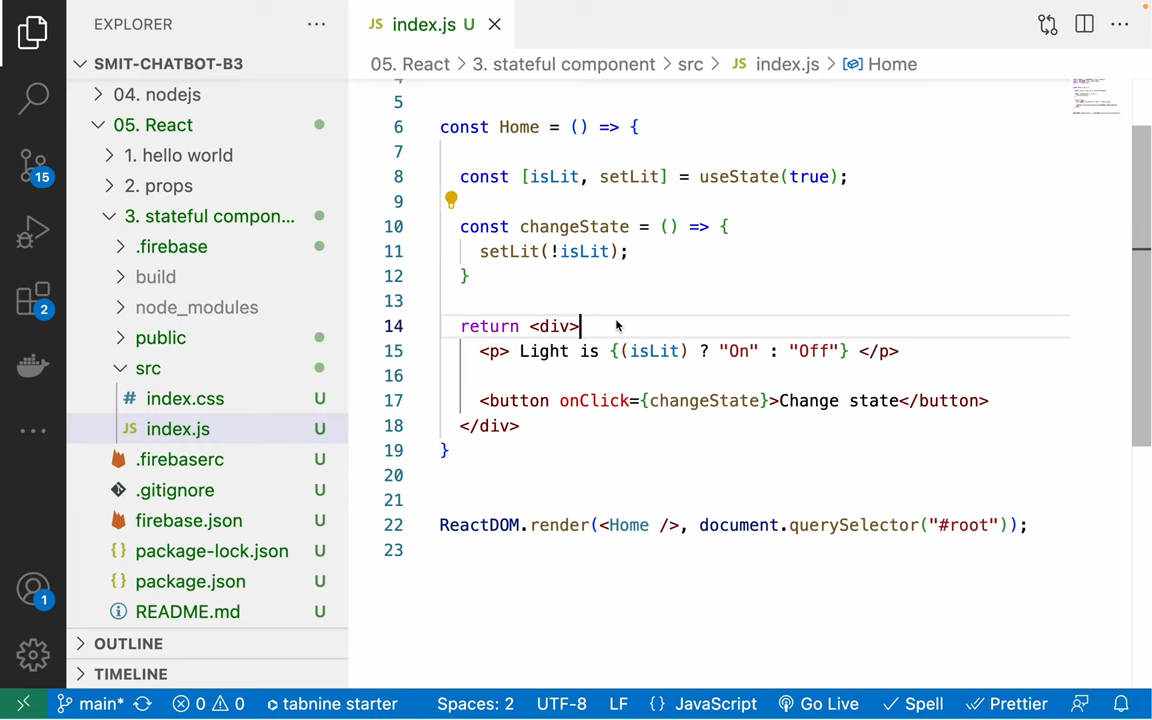 EXPLORER
SMIT-CHATBOT-B3
04. nodejs
05. React
1. hello world
2. props
3. stateful compon...
.firebase
build
node_modules
public
src
# index.css U
JS index.js U
.firebaserc U
.gitignore U
firebase.json U
{} package-lock.json U
{} package.json U
README.md U
OUTLINE
TIMELINE
15
2
1
JS index.js U
05. React > 3. stateful component > src > JS index.js > Home
5
6 const Home = () => {
7
8 const [isLit, setLit] = useState(true);
9
10 const changeState = () => {
11 setLit(!isLit);
12 }
13
14 return <div>
15 <p> Light is {(isLit) ? "On" : "Off"} </p>
16
17 <button onClick={changeState}>Change state</button>
18 </div>
19 }
20
21
22 ReactDOM.render(<Home />, document.querySelector("#root"));
23
main* 0 0 tabnine starter Spaces: 2 UTF-8 LF {} JavaScript Go Live Spell Prettier